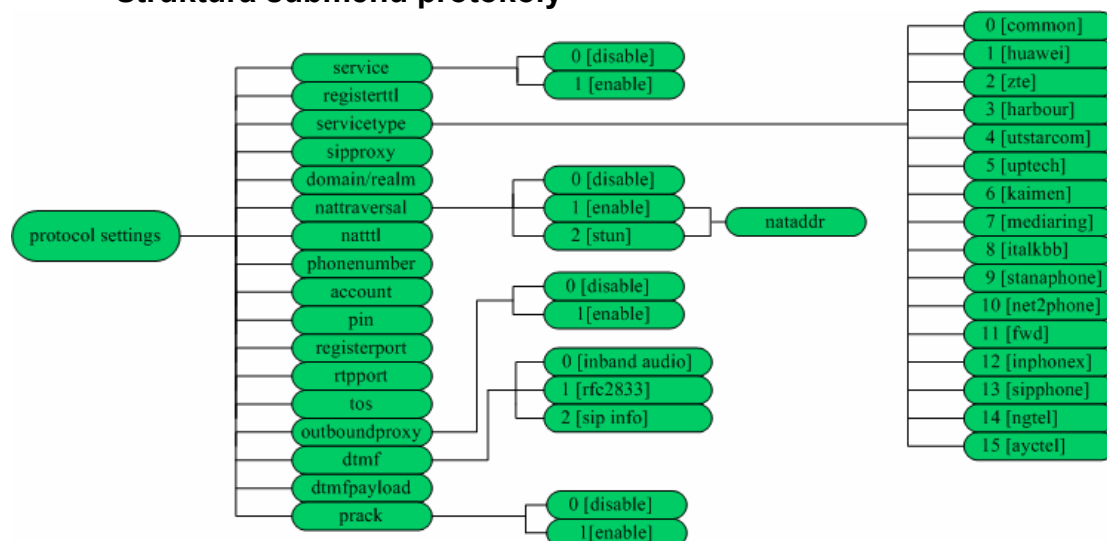 Struktura submenu protokoly
protocol settings
service
registerttl
servicetype
sipproxy
domain/realm
nattraversal
natttl
phonenumber
account
pin
registerport
rtpport
tos
outboundproxy
dtmf
dtmfpayload
prack
0 [disable]
1 [enable]
0 [disable]
1 [enable]
2 [stun]
nataddr
0 [disable]
1[enable]
0 [inband audio]
1 [rfc2833]
2 [sip info]
0 [disable]
1[enable]
0 [common]
1 [huawei]
2 [zte]
3 [harbour]
4 [utstarcom]
5 [uptech]
6 [kaimen]
7 [mediaring]
8 [italkbb]
9 [stanaphone]
10 [net2phone]
11 [fwd]
12 [inphonex]
13 [sipphone]
14 [ngtel]
15 [ayctel]